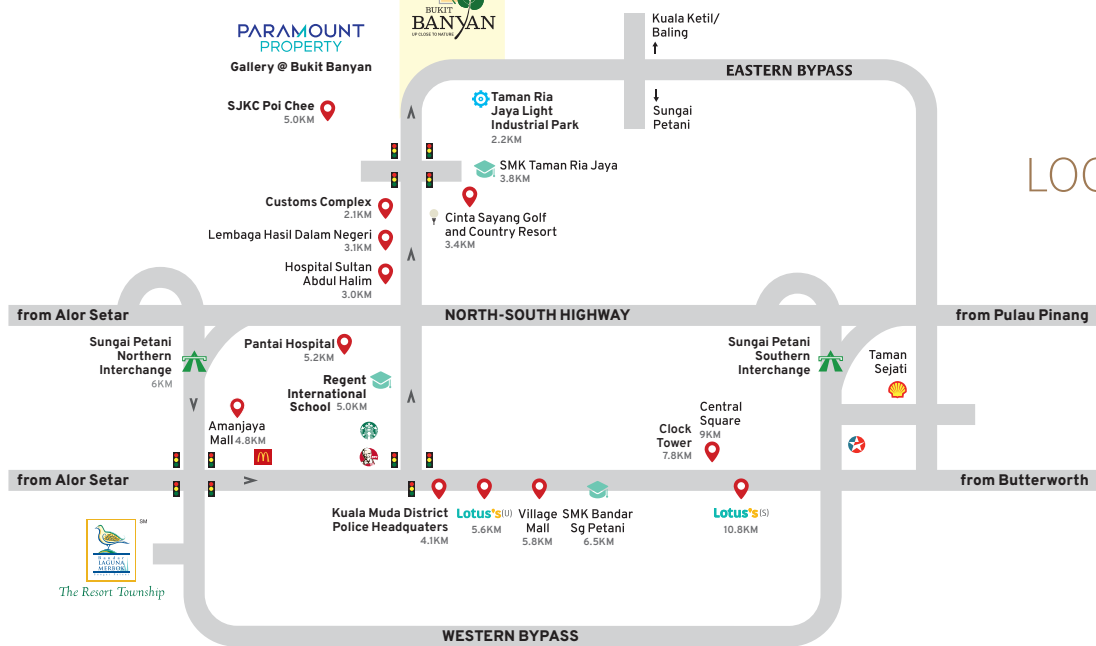 BUKIT
BANYAN
UP CLOSE TO NATURE
PARAMOUNT
PROPERTY
Gallery @ Bukit Banyan
Kuala Ketil/
Baling
EASTERN BYPASS
Sungai
Petani
SJKC Poi Chee
5.0KM
Taman Ria
Jaya Light
Industrial Park
2.2KM
SMK Taman Ria Jaya
3.8KM
LOC
Customs Complex
2.1KM
Cinta Sayang Golf
and Country Resort
3.4KM
Lembaga Hasil Dalam Negeri
3.1KM
Hospital Sultan
Abdul Halim
3.0KM
from Alor Setar
NORTH-SOUTH HIGHWAY
from Pulau Pinang
Sungai Petani
Northern
Interchange
6KM
Pantai Hospital
5.2KM
Sungai Petani
Southern
Interchange
Taman
Sejati
Regent
International
School 5.0KM
Amanjaya
Mall 4.8KM
Central
Square
9KM
Clock
Tower
7.8KM
from Alor Setar
from Butterworth
Kuala Muda District
Police Headquaters
4.1KM
Lotus's(U)
5.6KM
Village
Mall
5.8KM
SMK Bandar
Sg Petani
6.5KM
Lotus's(S)
10.8KM
SM
Bandar
LAGUNA
MERBOK
The Resort Township
WESTERN BYPASS